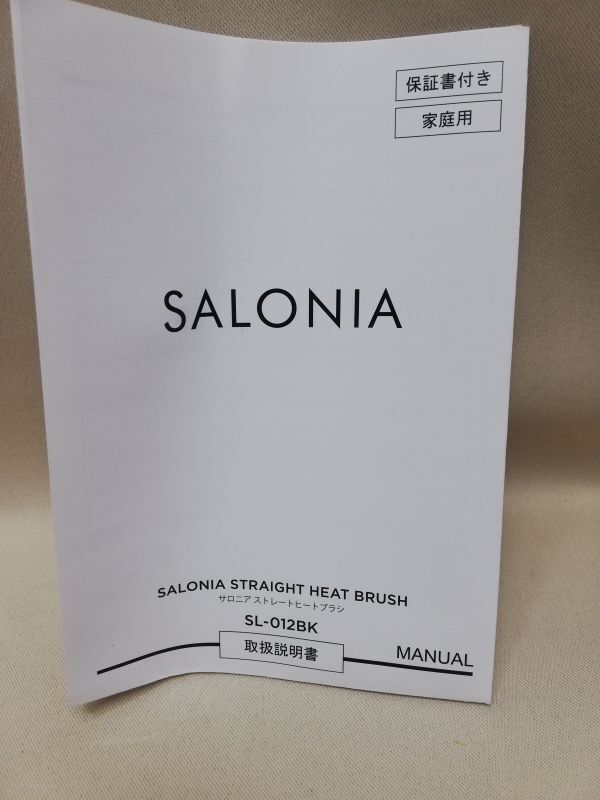 保証書付き
家庭用
SALONIA
SALONIA STRAIGHT HEAT BRUSH
サロニア ストレートヒートブラシ
SL-012BK
取扱説明書
MANUAL